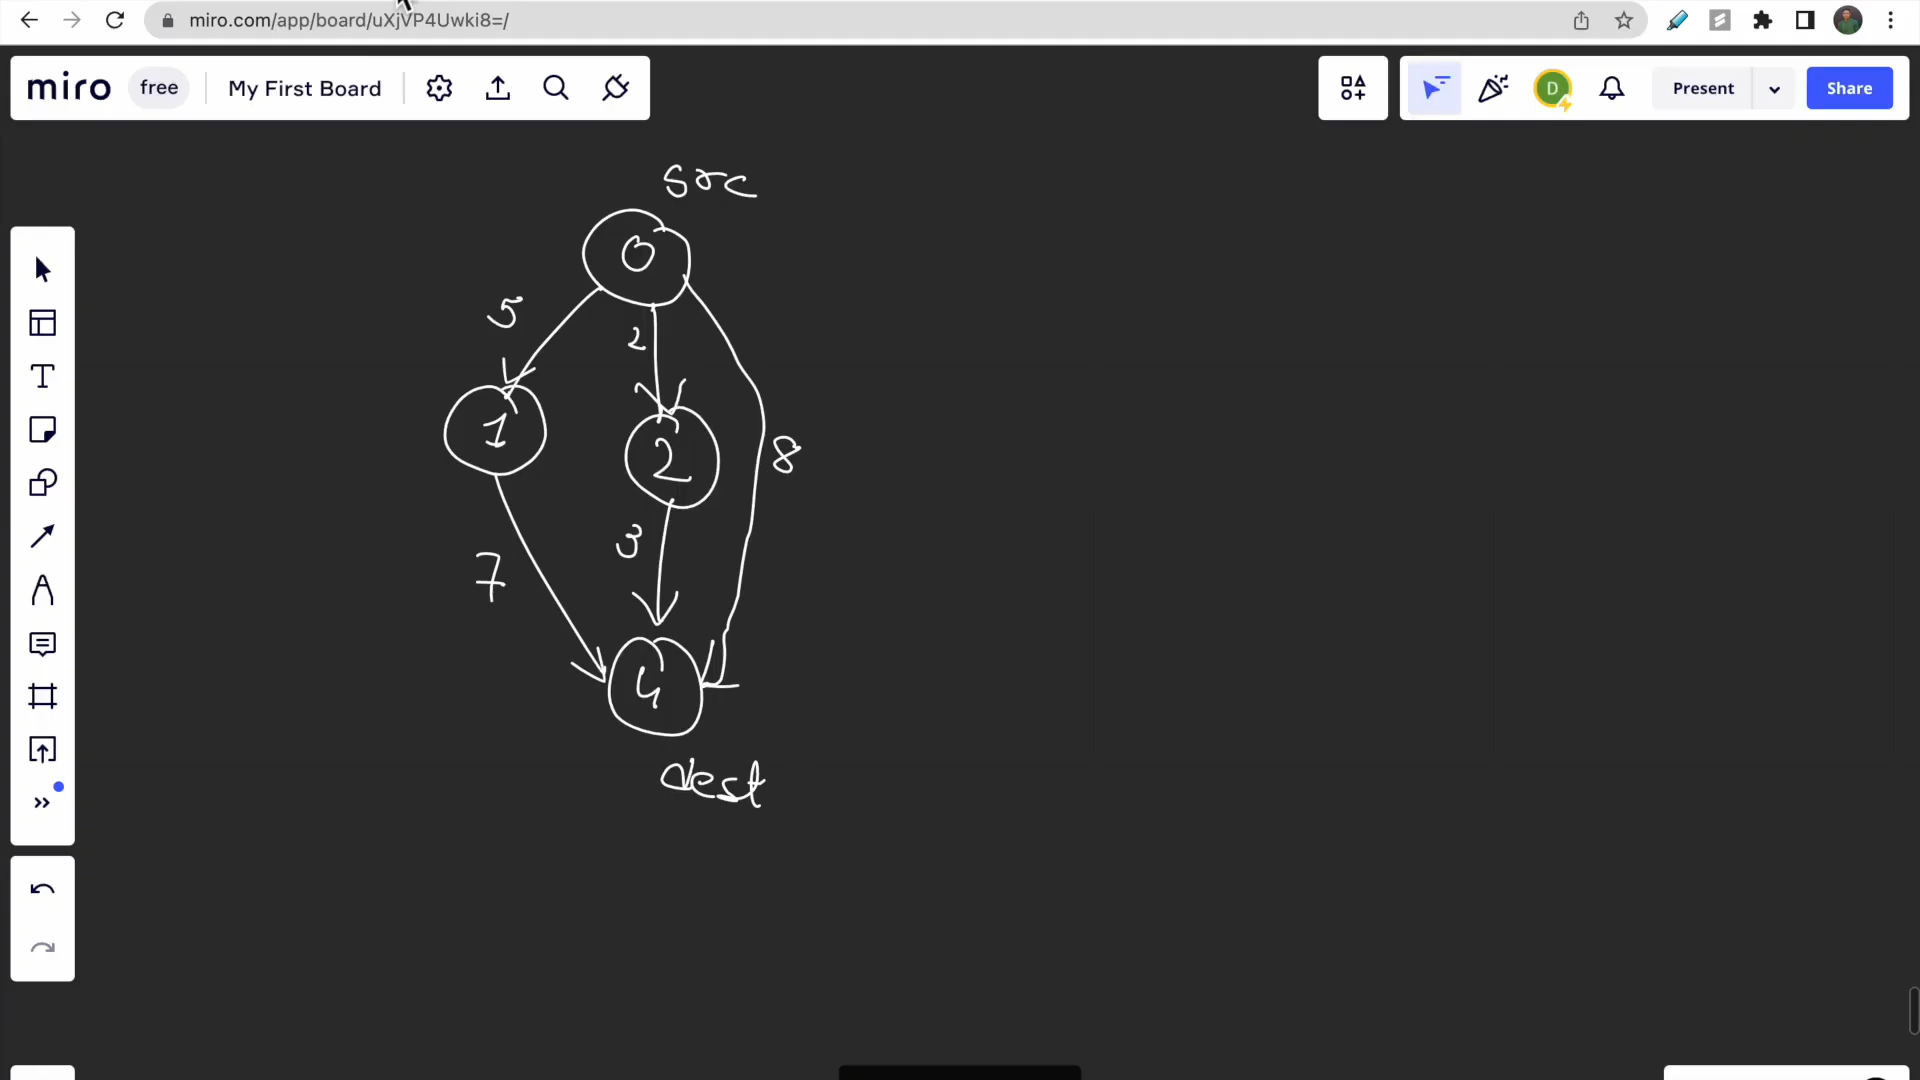 miro.com/app/board/uXjVP4Uwki8=/
miro free My First Board
D Present Share
src
0
5
2
1
2
8
3
7
4
dest